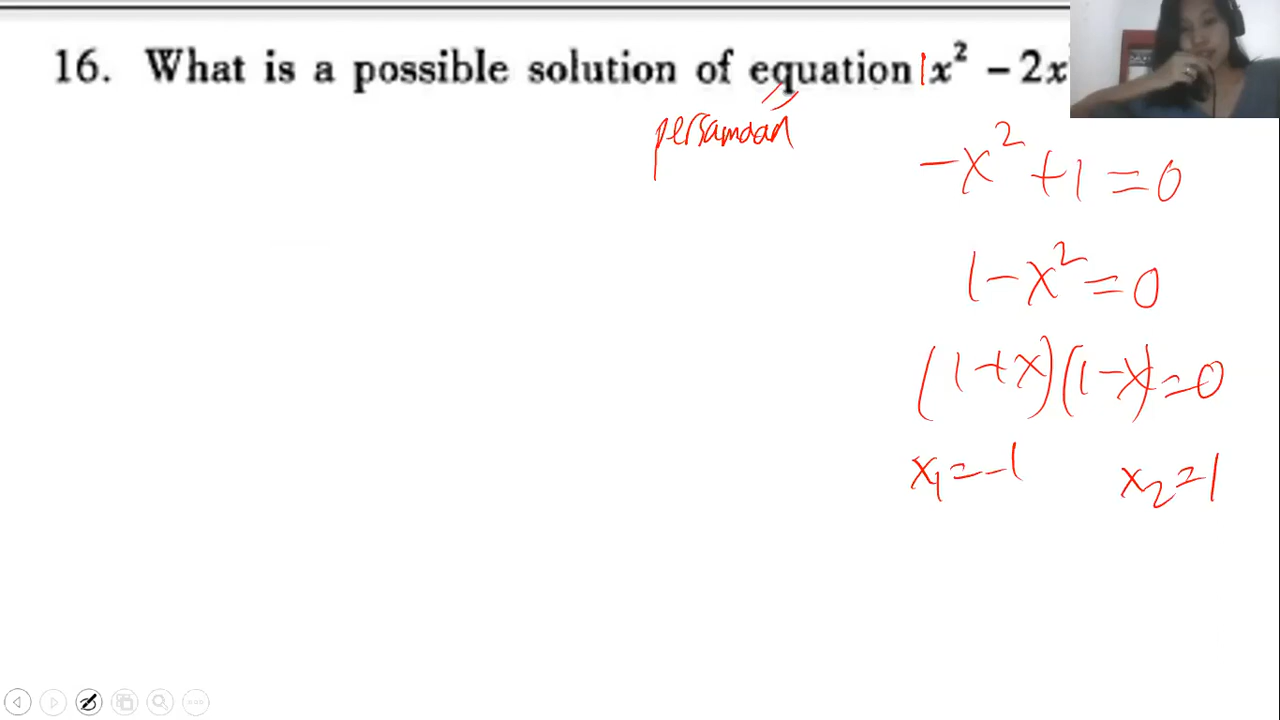 16. What is a possible solution of equation 1x² − 2x
persamaan
−x² + 1 = 0
1 − x² = 0
(1 + x)(1 − x) = 0
x₁ = −1 x₂ = 1